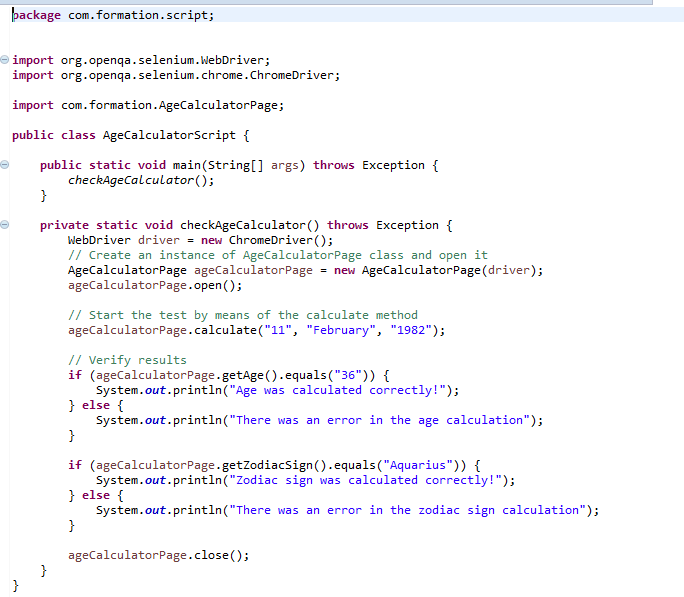 package com.formation.script;
import org.openqa.selenium.WebDriver;
import org.openqa.selenium.chrome.ChromeDriver;
import com.formation.AgeCalculatorPage;
public class AgeCalculatorScript {
public static void main(String[] args) throws Exception {
checkAgeCalculator();
}
private static void checkAgeCalculator() throws Exception {
WebDriver driver = new ChromeDriver();
// Create an instance of AgeCalculatorPage class and open it
AgeCalculatorPage ageCalculatorPage = new AgeCalculatorPage(driver);
ageCalculatorPage.open();
// Start the test by means of the calculate method
ageCalculatorPage.calculate("11", "February", "1982");
// Verify results
if (ageCalculatorPage.getAge().equals("36")) {
System.out.println("Age was calculated correctly!");
} else {
System.out.println("There was an error in the age calculation");
}
if (ageCalculatorPage.getZodiacSign().equals("Aquarius")) {
System.out.println("Zodiac sign was calculated correctly!");
} else {
System.out.println("There was an error in the zodiac sign calculation");
}
ageCalculatorPage.close();
}
}